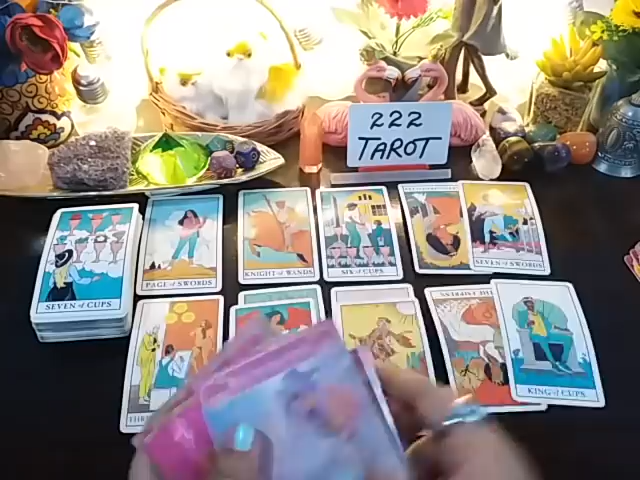 222
TAROT
SEVEN of CUPS
PAGE of SWORDS
KNIGHT of WANDS
SIX of CUPS
SEVEN of SWORDS
KING of CUPS